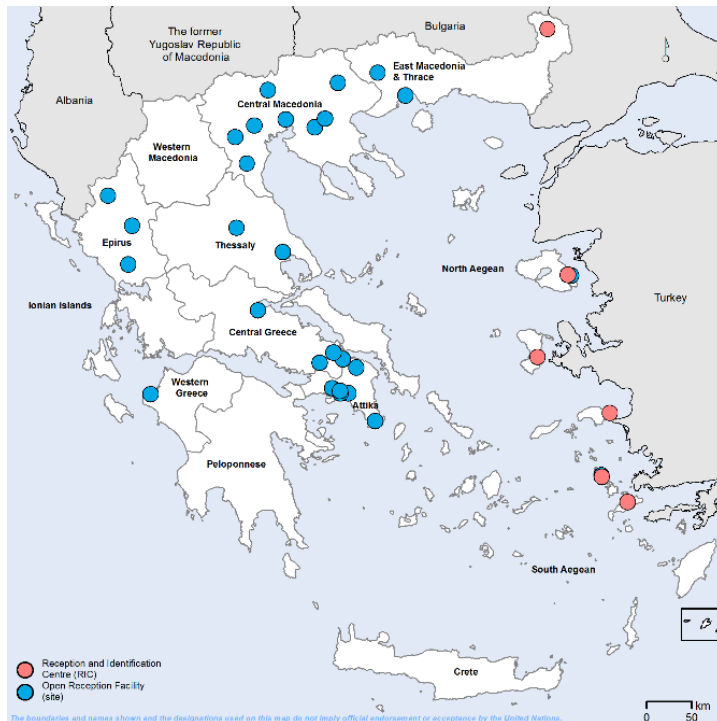 The former
Yugoslav Republic
of Macedonia
Bulgaria
Albania
East Macedonia
& Thrace
Central Macedonia
Western
Macedonia
Epirus
Thessaly
North Aegean
Turkey
Ionian Islands
Central Greece
Western
Greece
Attika
Peloponnese
South Aegean
Crete
Reception and Identification
Centre (RIC)
Open Reception Facility
(site)
km
0 50
The boundaries and names shown and the designations used on this map do not imply official endorsement or acceptance by the United Nations.